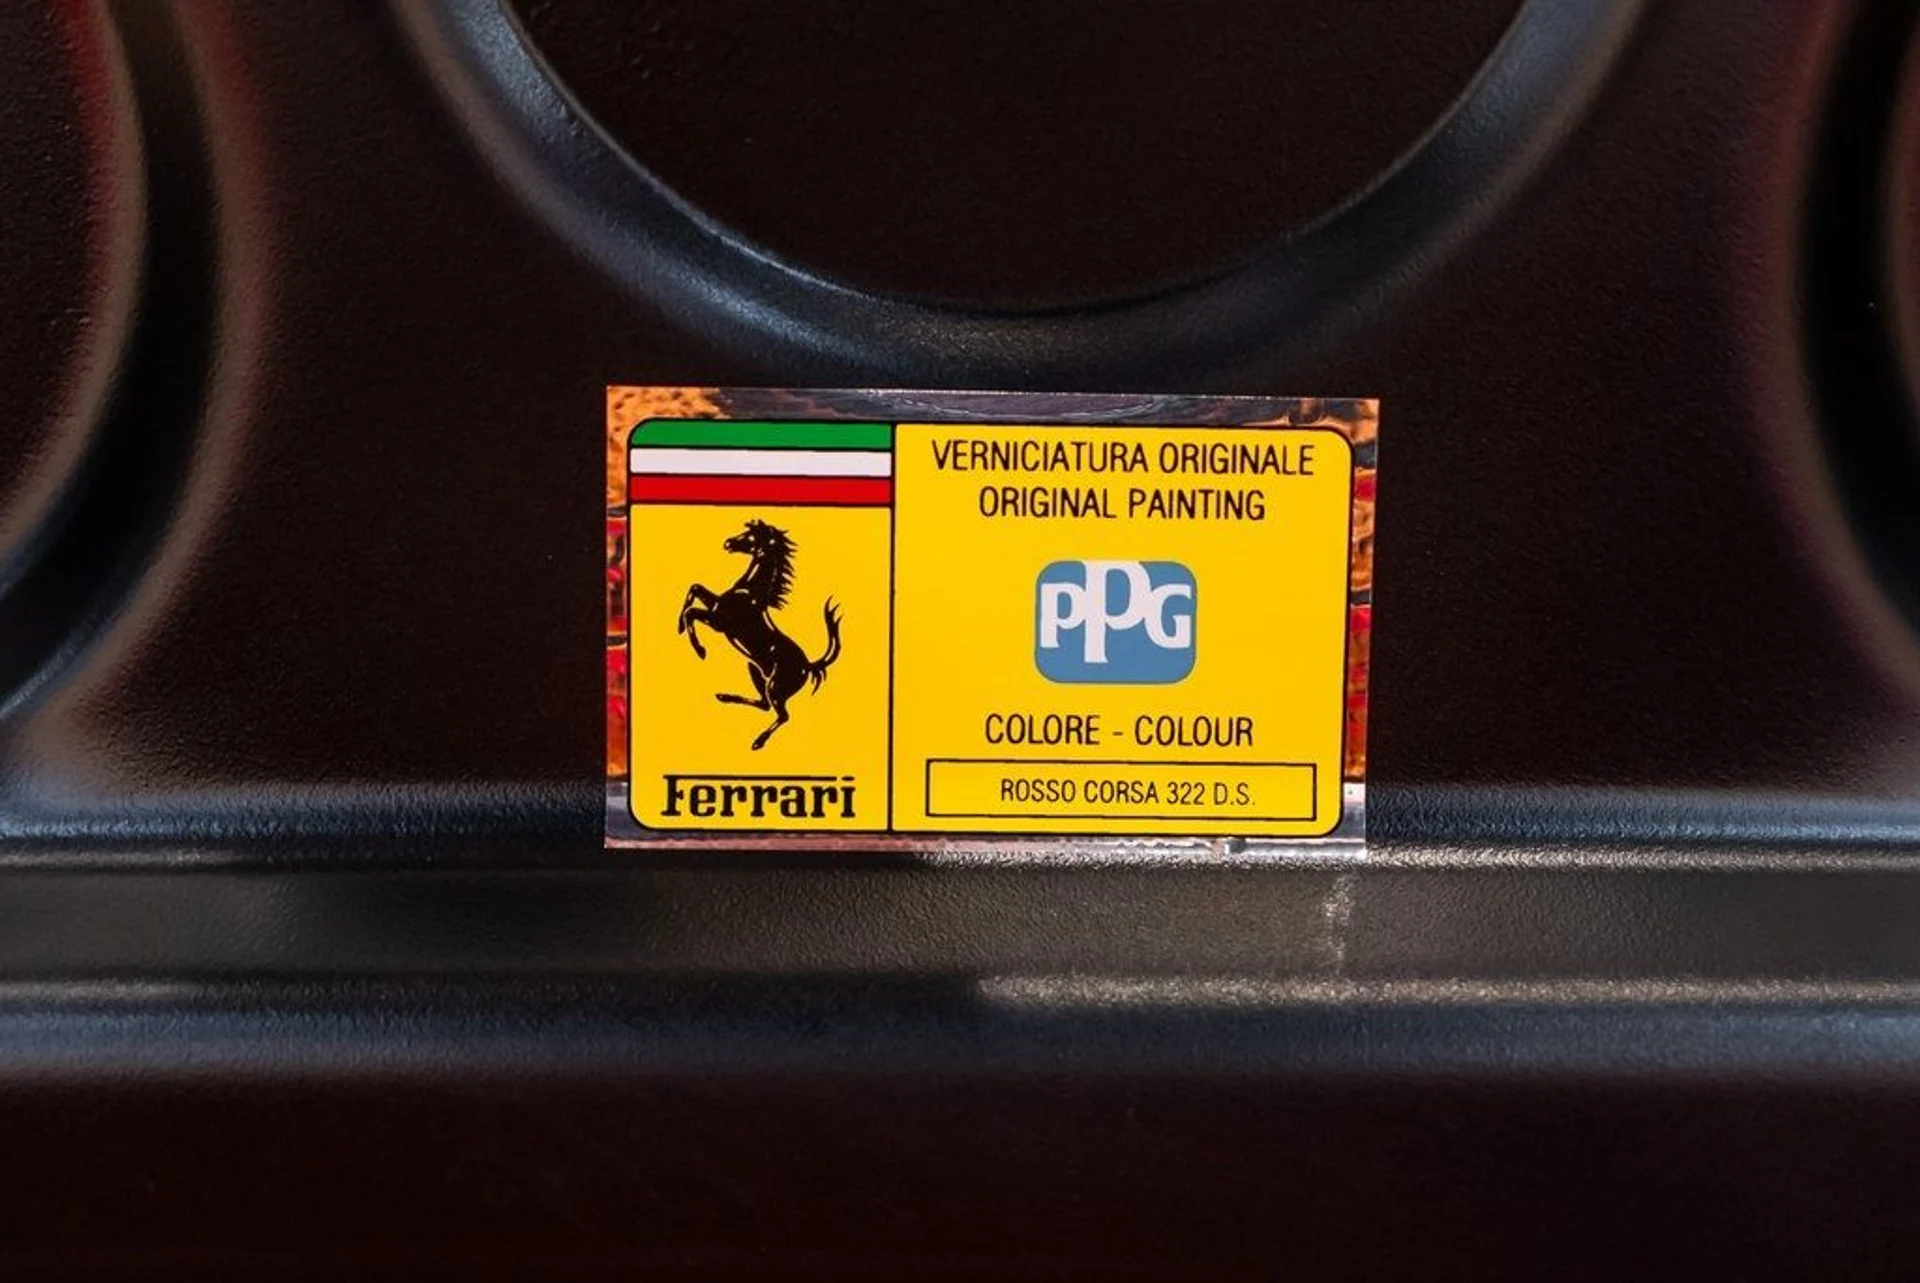 Ferrari
VERNICIATURA ORIGINALE
ORIGINAL PAINTING
PPG
COLORE - COLOUR
ROSSO CORSA 322 D.S.